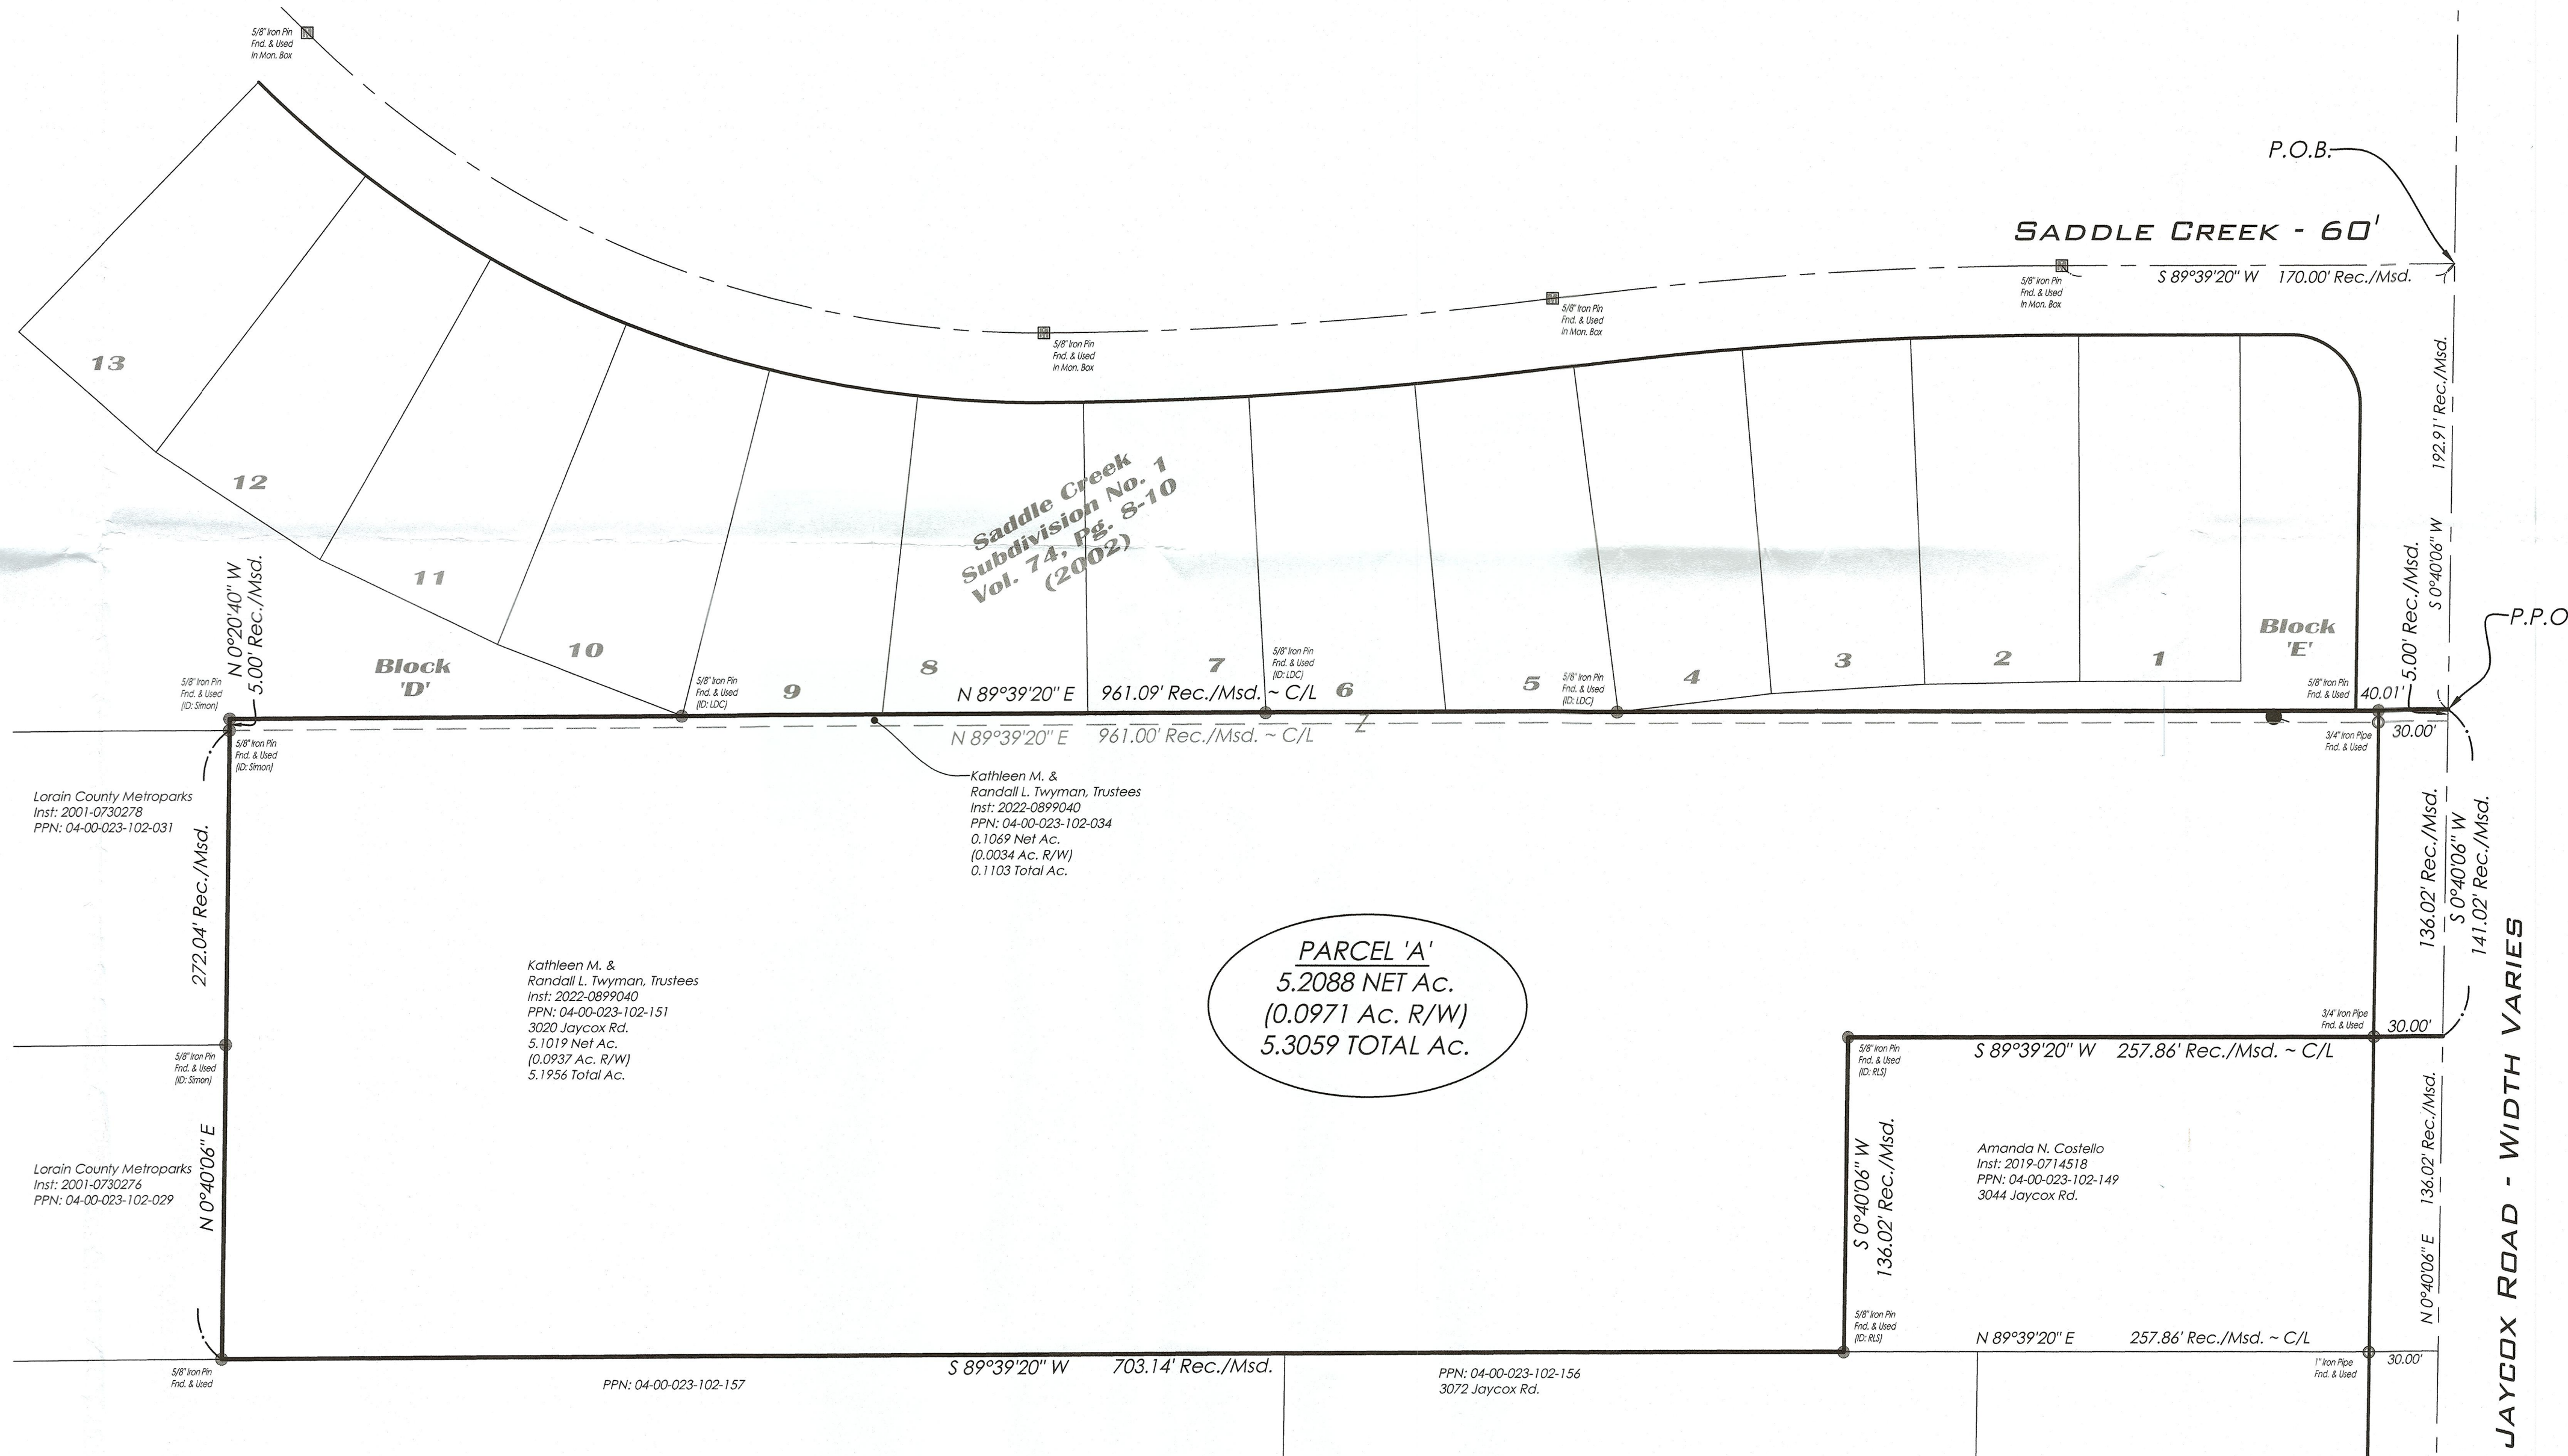 5/8" Iron Pin
Fnd. & Used
In Mon. Box
P.O.B.
SADDLE CREEK - 60'
S 89°39'20" W 170.00' Rec./Msd.
5/8" Iron Pin
Fnd. & Used
In Mon. Box
5/8" Iron Pin
Fnd. & Used
In Mon. Box
5/8" Iron Pin
Fnd. & Used
In Mon. Box
192.91' Rec./Msd.
S 0°40'06" W
13
12
11
10
9
8
7
6
5
4
3
2
1
Saddle Creek
Subdivision No. 1
Vol. 74, Pg. 8-10
(2002)
Block
'D'
Block
'E'
N 0°20'40" W
5.00' Rec./Msd.
5/8" Iron Pin
Fnd. & Used
(ID: Simon)
5/8" Iron Pin
Fnd. & Used
(ID: LDC)
5/8" Iron Pin
Fnd. & Used
(ID: LDC)
5/8" Iron Pin
Fnd. & Used
(ID: LDC)
5/8" Iron Pin
Fnd. & Used
40.01'
5.00' Rec./Msd.
P.P.O
N 89°39'20" E 961.09' Rec./Msd. ~ C/L
N 89°39'20" E 961.00' Rec./Msd. ~ C/L
Z
3/4" Iron Pipe
Fnd. & Used
30.00'
5/8" Iron Pin
Fnd. & Used
(ID: Simon)
Lorain County Metroparks
Inst: 2001-0730278
PPN: 04-00-023-102-031
272.04' Rec./Msd.
N 0°40'06" E
Kathleen M. &
Randall L. Twyman, Trustees
Inst: 2022-0899040
PPN: 04-00-023-102-034
0.1069 Net Ac.
(0.0034 Ac. R/W)
0.1103 Total Ac.
136.02' Rec./Msd.
S 0°40'06" W
141.02' Rec./Msd.
Kathleen M. &
Randall L. Twyman, Trustees
Inst: 2022-0899040
PPN: 04-00-023-102-151
3020 Jaycox Rd.
5.1019 Net Ac.
(0.0937 Ac. R/W)
5.1956 Total Ac.
PARCEL 'A'
5.2088 NET Ac.
(0.0971 Ac. R/W)
5.3059 TOTAL Ac.
3/4" Iron Pipe
Fnd. & Used
30.00'
5/8" Iron Pin
Fnd. & Used
(ID: Simon)
5/8" Iron Pin
Fnd. & Used
(ID: RLS)
S 89°39'20" W 257.86' Rec./Msd. ~ C/L
Lorain County Metroparks
Inst: 2001-0730276
PPN: 04-00-023-102-029
S 0°40'06" W
136.02' Rec./Msd.
Amanda N. Costello
Inst: 2019-0714518
PPN: 04-00-023-102-149
3044 Jaycox Rd.
N 0°40'06" E 136.02' Rec./Msd.
JAYCOX ROAD - WIDTH VARIES
5/8" Iron Pin
Fnd. & Used
(ID: RLS)
N 89°39'20" E 257.86' Rec./Msd. ~ C/L
1" Iron Pipe
Fnd. & Used
30.00'
5/8" Iron Pin
Fnd. & Used
S 89°39'20" W 703.14' Rec./Msd.
PPN: 04-00-023-102-157
PPN: 04-00-023-102-156
3072 Jaycox Rd.